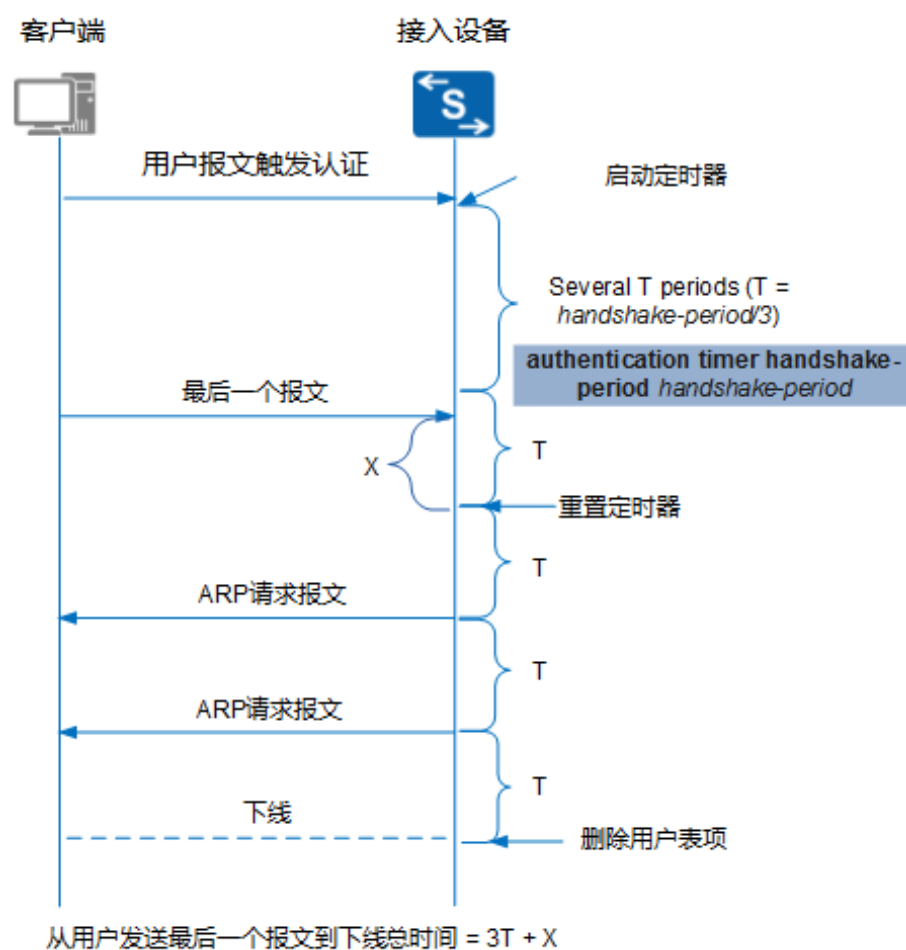 客户端
接入设备
S
用户报文触发认证
启动定时器
Several T periods (T =
handshake-period/3)
authentication timer handshake-
period handshake-period
最后一个报文
X
T
重置定时器
T
ARP请求报文
T
ARP请求报文
T
下线
删除用户表项
从用户发送最后一个报文到下线总时间 = 3T + X